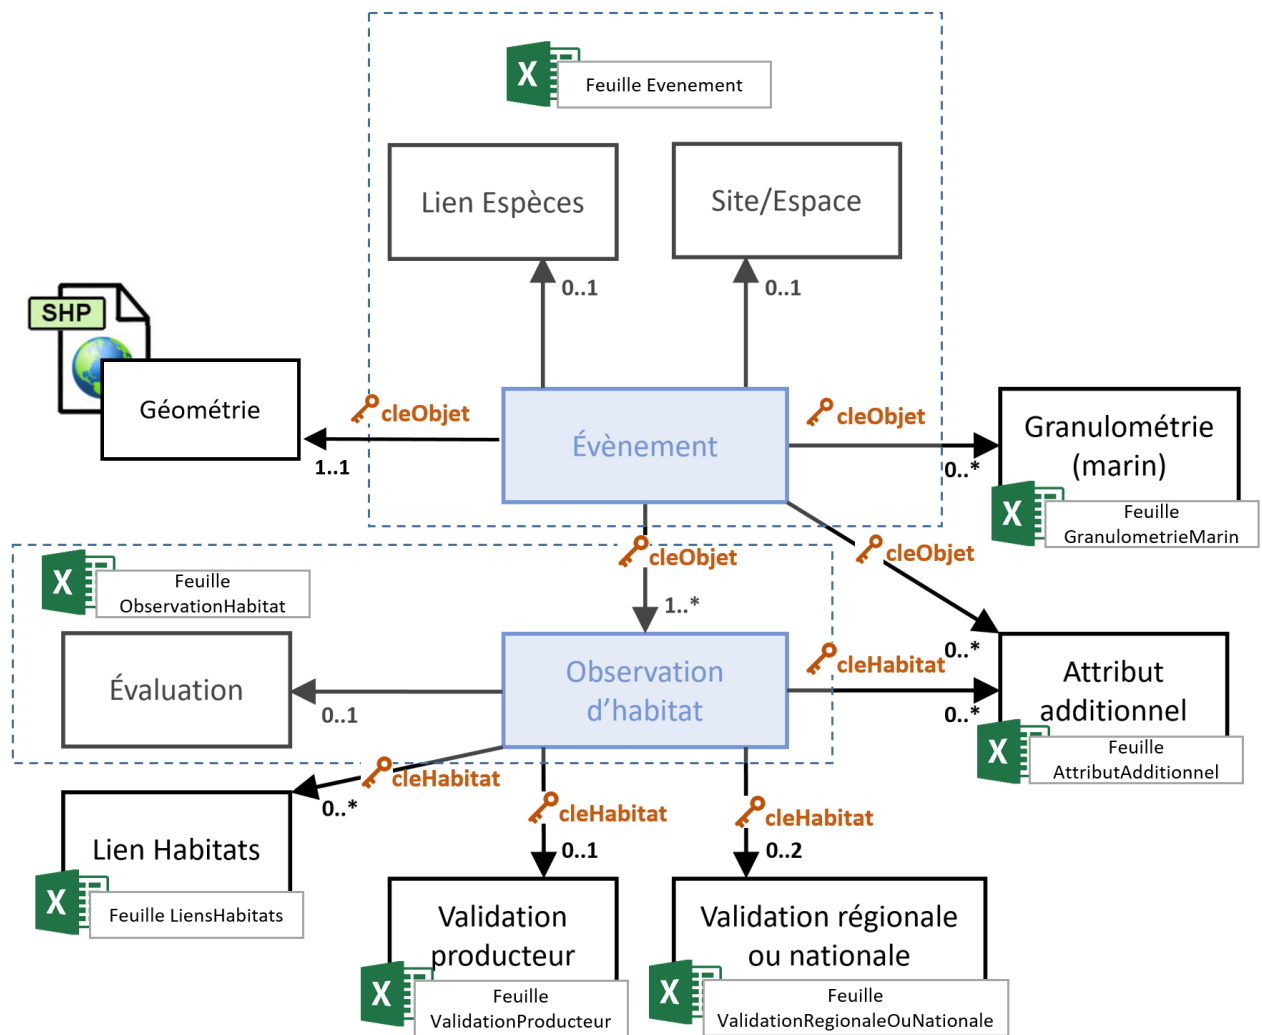 X
Feuille Evenement
Lien Espèces
Site/Espace
0..1
0..1
SHP
Géométrie
cleObjet
1..1
Évènement
cleObjet
0..*
Granulométrie
(marin)
X
Feuille
GranulometrieMarin
cleObjet
1..*
cleObjet
0..*
X
Feuille
ObservationHabitat
Évaluation
0..1
Observation
d'habitat
cleHabitat
0..*
Attribut
additionnel
X
Feuille
AttributAdditionnel
cleHabitat
0..*
Lien Habitats
X
Feuille LiensHabitats
cleHabitat
0..1
cleHabitat
0..2
Validation
producteur
X
Feuille
ValidationProducteur
Validation régionale
ou nationale
X
Feuille
ValidationRegionaleOuNationale